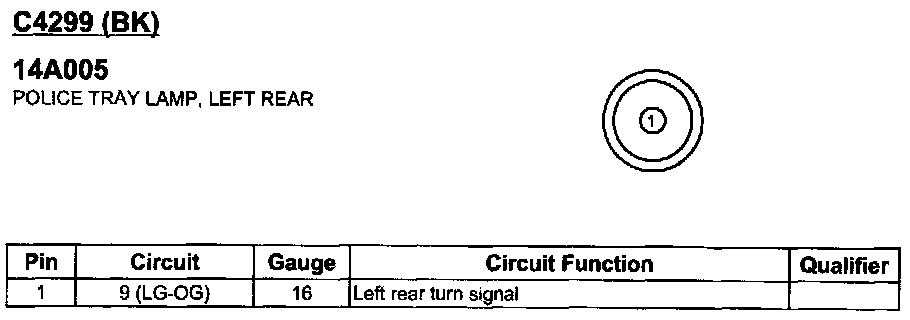 C4299 (BK)
14A005
POLICE TRAY LAMP, LEFT REAR
1
Pin Circuit Gauge Circuit Function Qualifier
1 9 (LG-OG) 16 Left rear turn signal